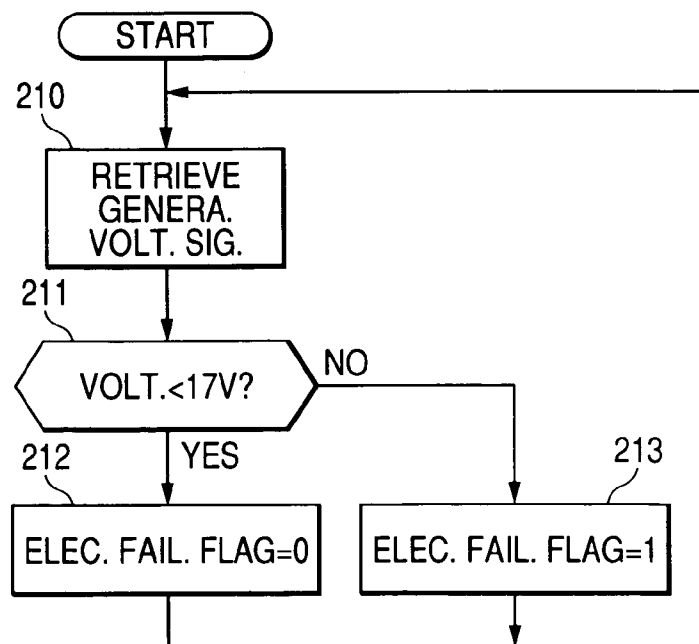 START
210
RETRIEVE
GENERA.
VOLT. SIG.
211
VOLT.<17V?
NO
YES
212
213
ELEC. FAIL. FLAG=0
ELEC. FAIL. FLAG=1